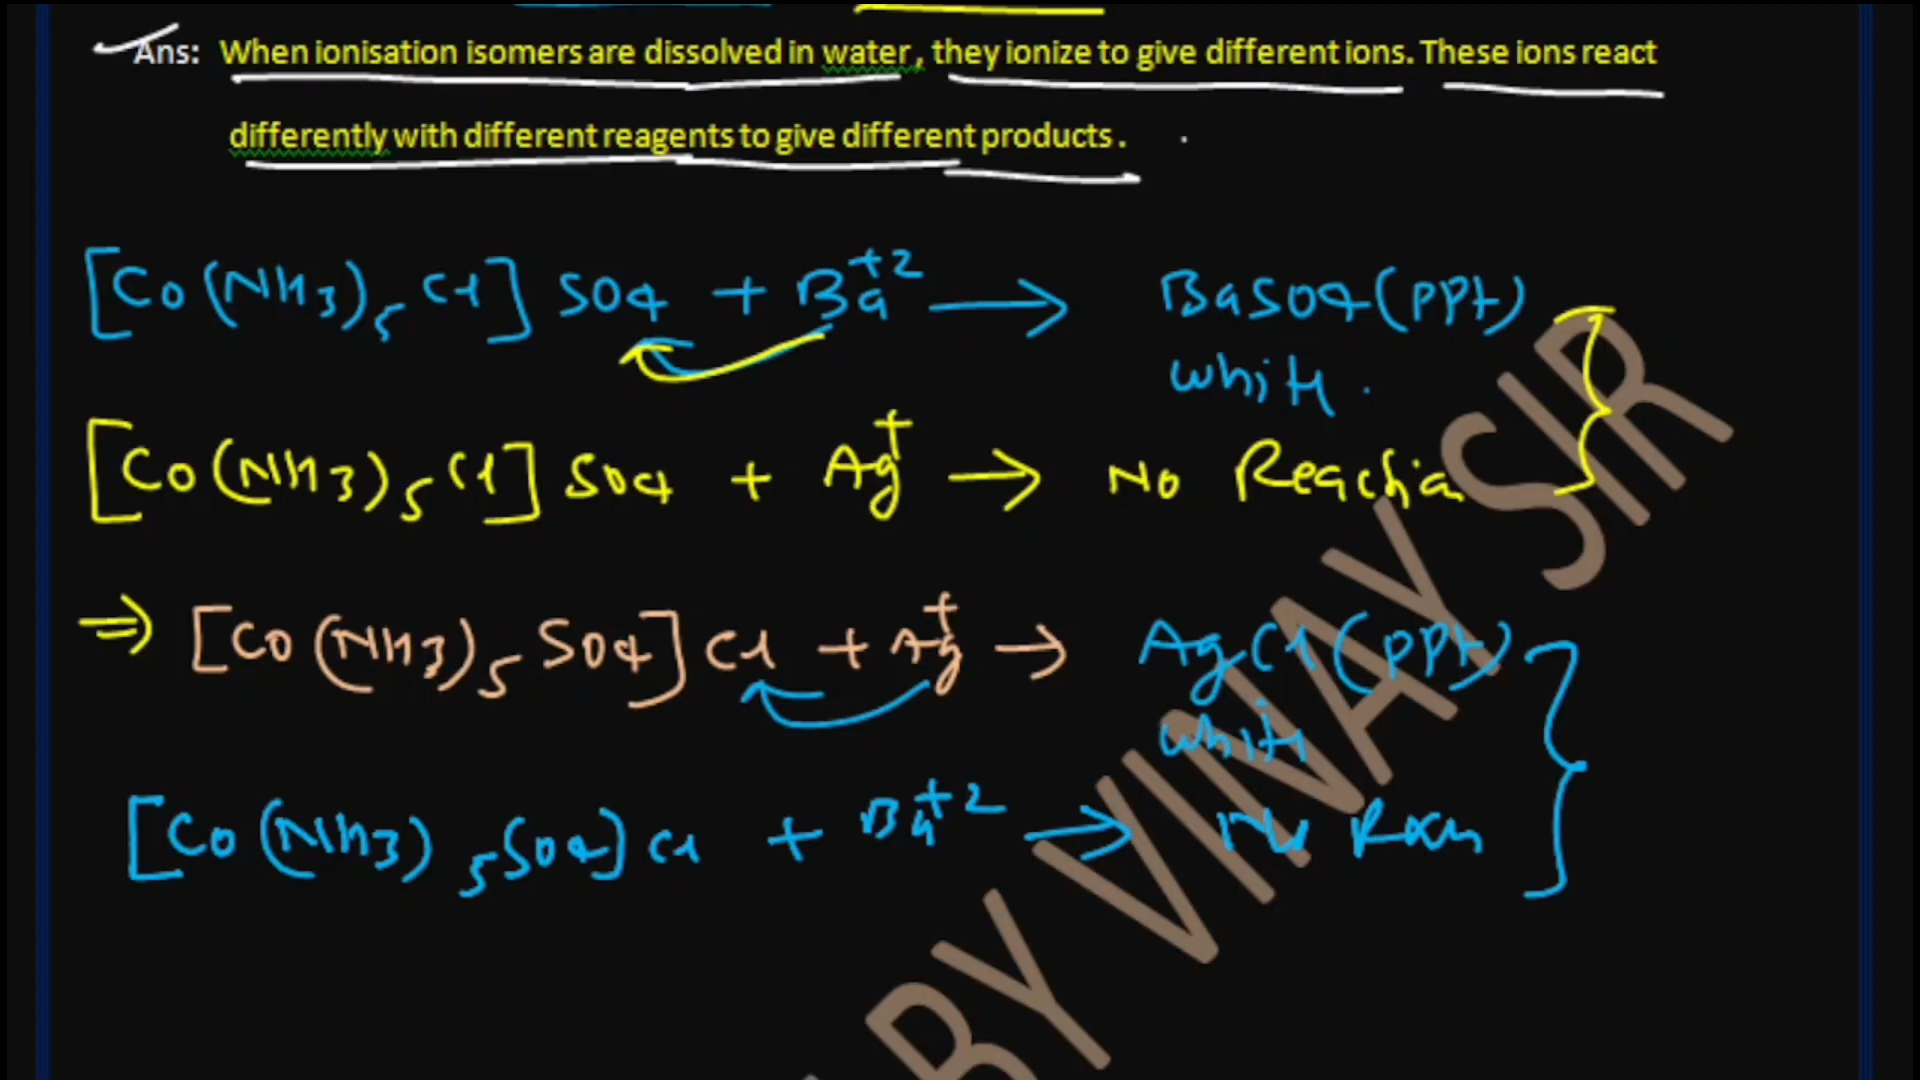 Ans: When ionisation isomers are dissolved in water, they ionize to give different ions. These ions react
differently with different reagents to give different products.
[Co(NH3)5Cl] SO4 + Ba+2 → BaSO4(ppt)
white.
[Co(NH3)5Cl] SO4 + Ag+ → No Reaction
⇒ [Co(NH3)5SO4] Cl + Ag+ → AgCl(ppt)
white
[Co(NH3)5SO4] Cl + Ba+2 → No Rxn
BY VINAY SIR